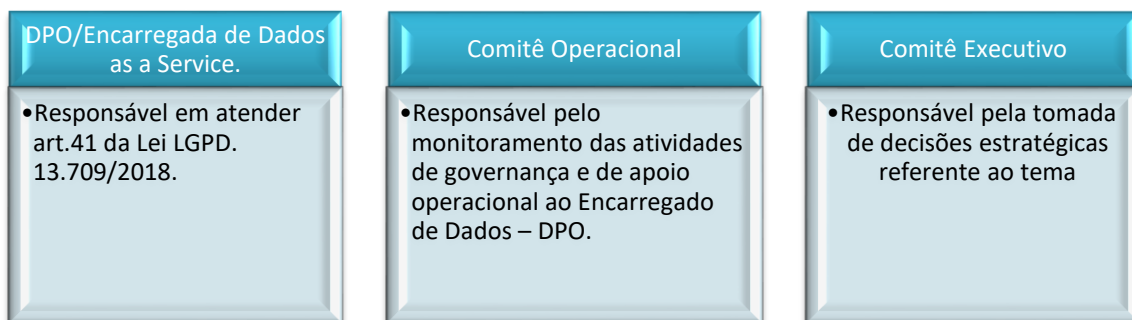 DPO/Encarregada de Dados
as a Service.
•Responsável em atender
art.41 da Lei LGPD.
13.709/2018.
Comitê Operacional
•Responsável pelo
monitoramento das atividades
de governança e de apoio
operacional ao Encarregado
de Dados – DPO.
Comitê Executivo
•Responsável pela tomada
de decisões estratégicas
referente ao tema